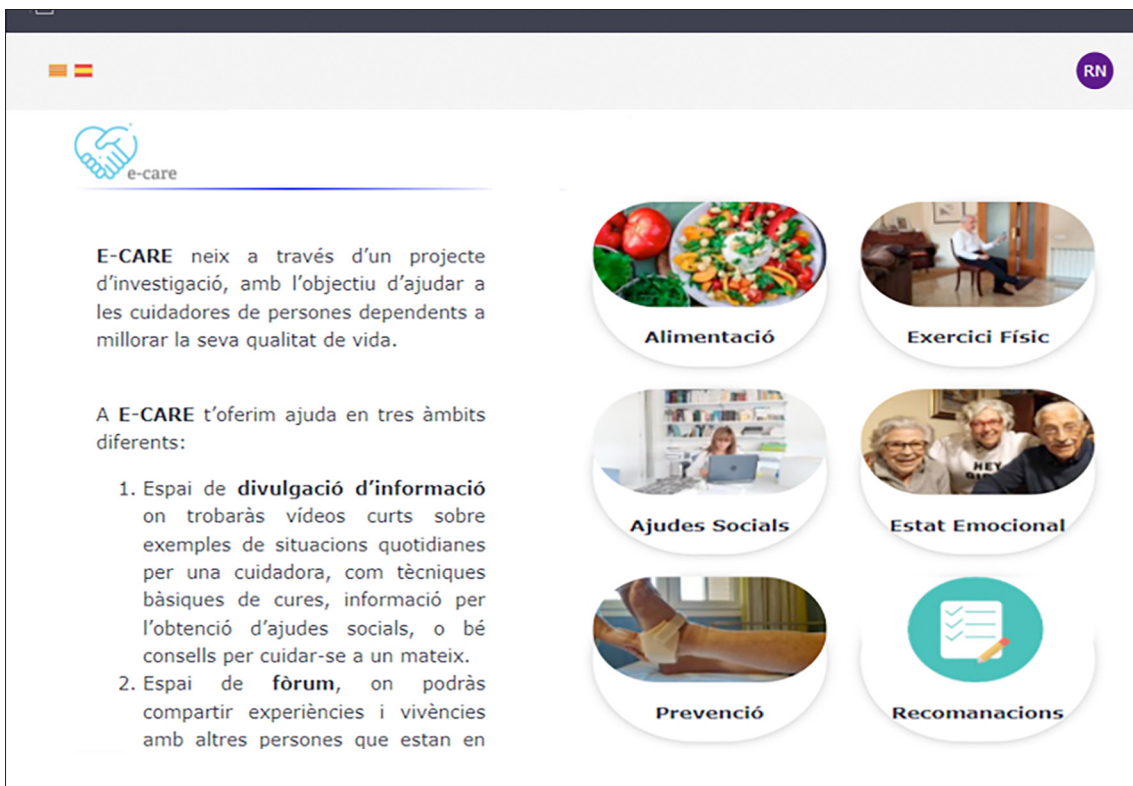 RN
e-care
E-CARE neix a través d’un projecte
d’investigació, amb l’objectiu d’ajudar a
les cuidadores de persones dependents a
millorar la seva qualitat de vida.
A E-CARE t’oferim ajuda en tres àmbits
diferents:
1. Espai de divulgació d’informació
on trobaràs vídeos curts sobre
exemples de situacions quotidianes
per una cuidadora, com tècniques
bàsiques de cures, informació per
l’obtenció d’ajudes socials, o bé
consells per cuidar-se a un mateix.
2. Espai de fòrum, on podràs
compartir experiències i vivències
amb altres persones que estan en
Alimentació
Exercici Físic
Ajudes Socials
HEY
Estat Emocional
Prevenció
Recomanacions